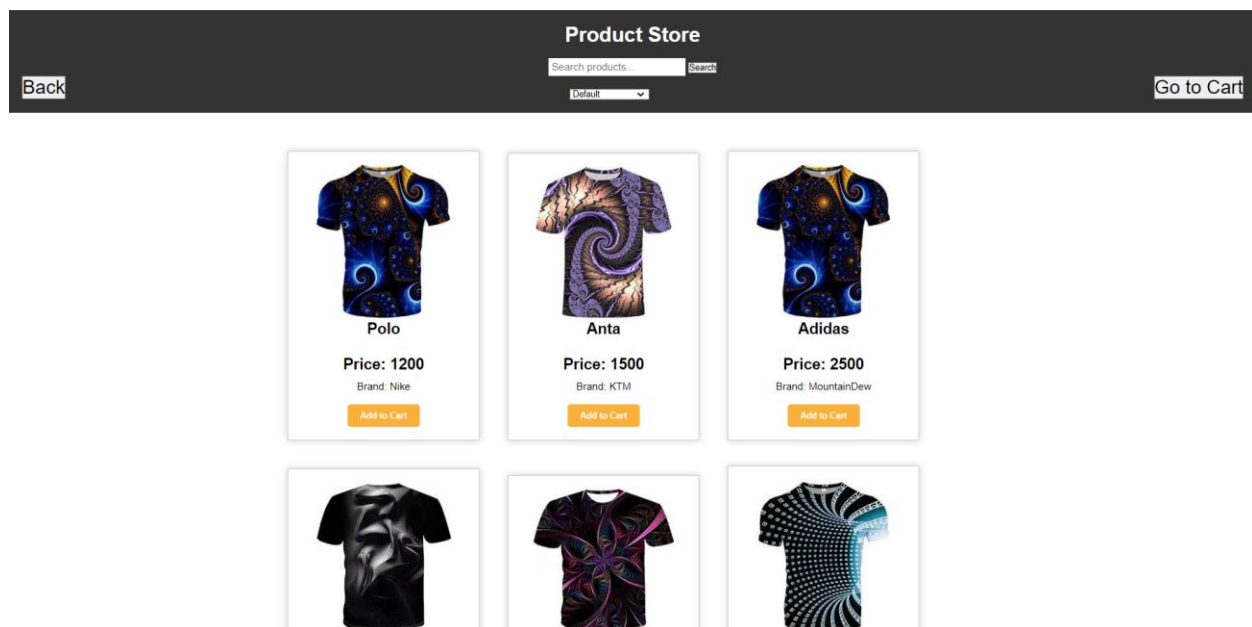 Product Store
Search products...
Search
Back
Default
Go to Cart
Polo
Price: 1200
Brand: Nike
Add to Cart
Anta
Price: 1500
Brand: KTM
Add to Cart
Adidas
Price: 2500
Brand: MountainDew
Add to Cart